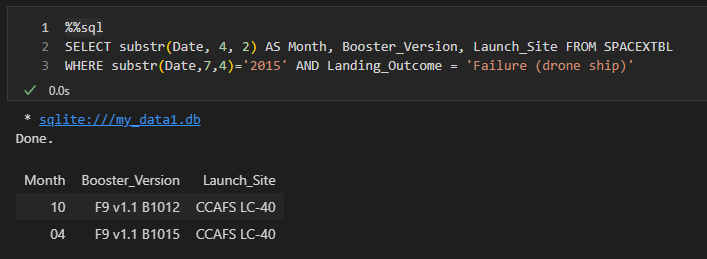 1 %%sql
2 SELECT substr(Date, 4, 2) AS Month, Booster_Version, Launch_Site FROM SPACEXTBL
3 WHERE substr(Date,7,4)='2015' AND Landing_Outcome = 'Failure (drone ship)'
0.0s
* sqlite:///my_data1.db
Done.
Month Booster_Version Launch_Site
10 F9 v1.1 B1012 CCAFS LC-40
04 F9 v1.1 B1015 CCAFS LC-40